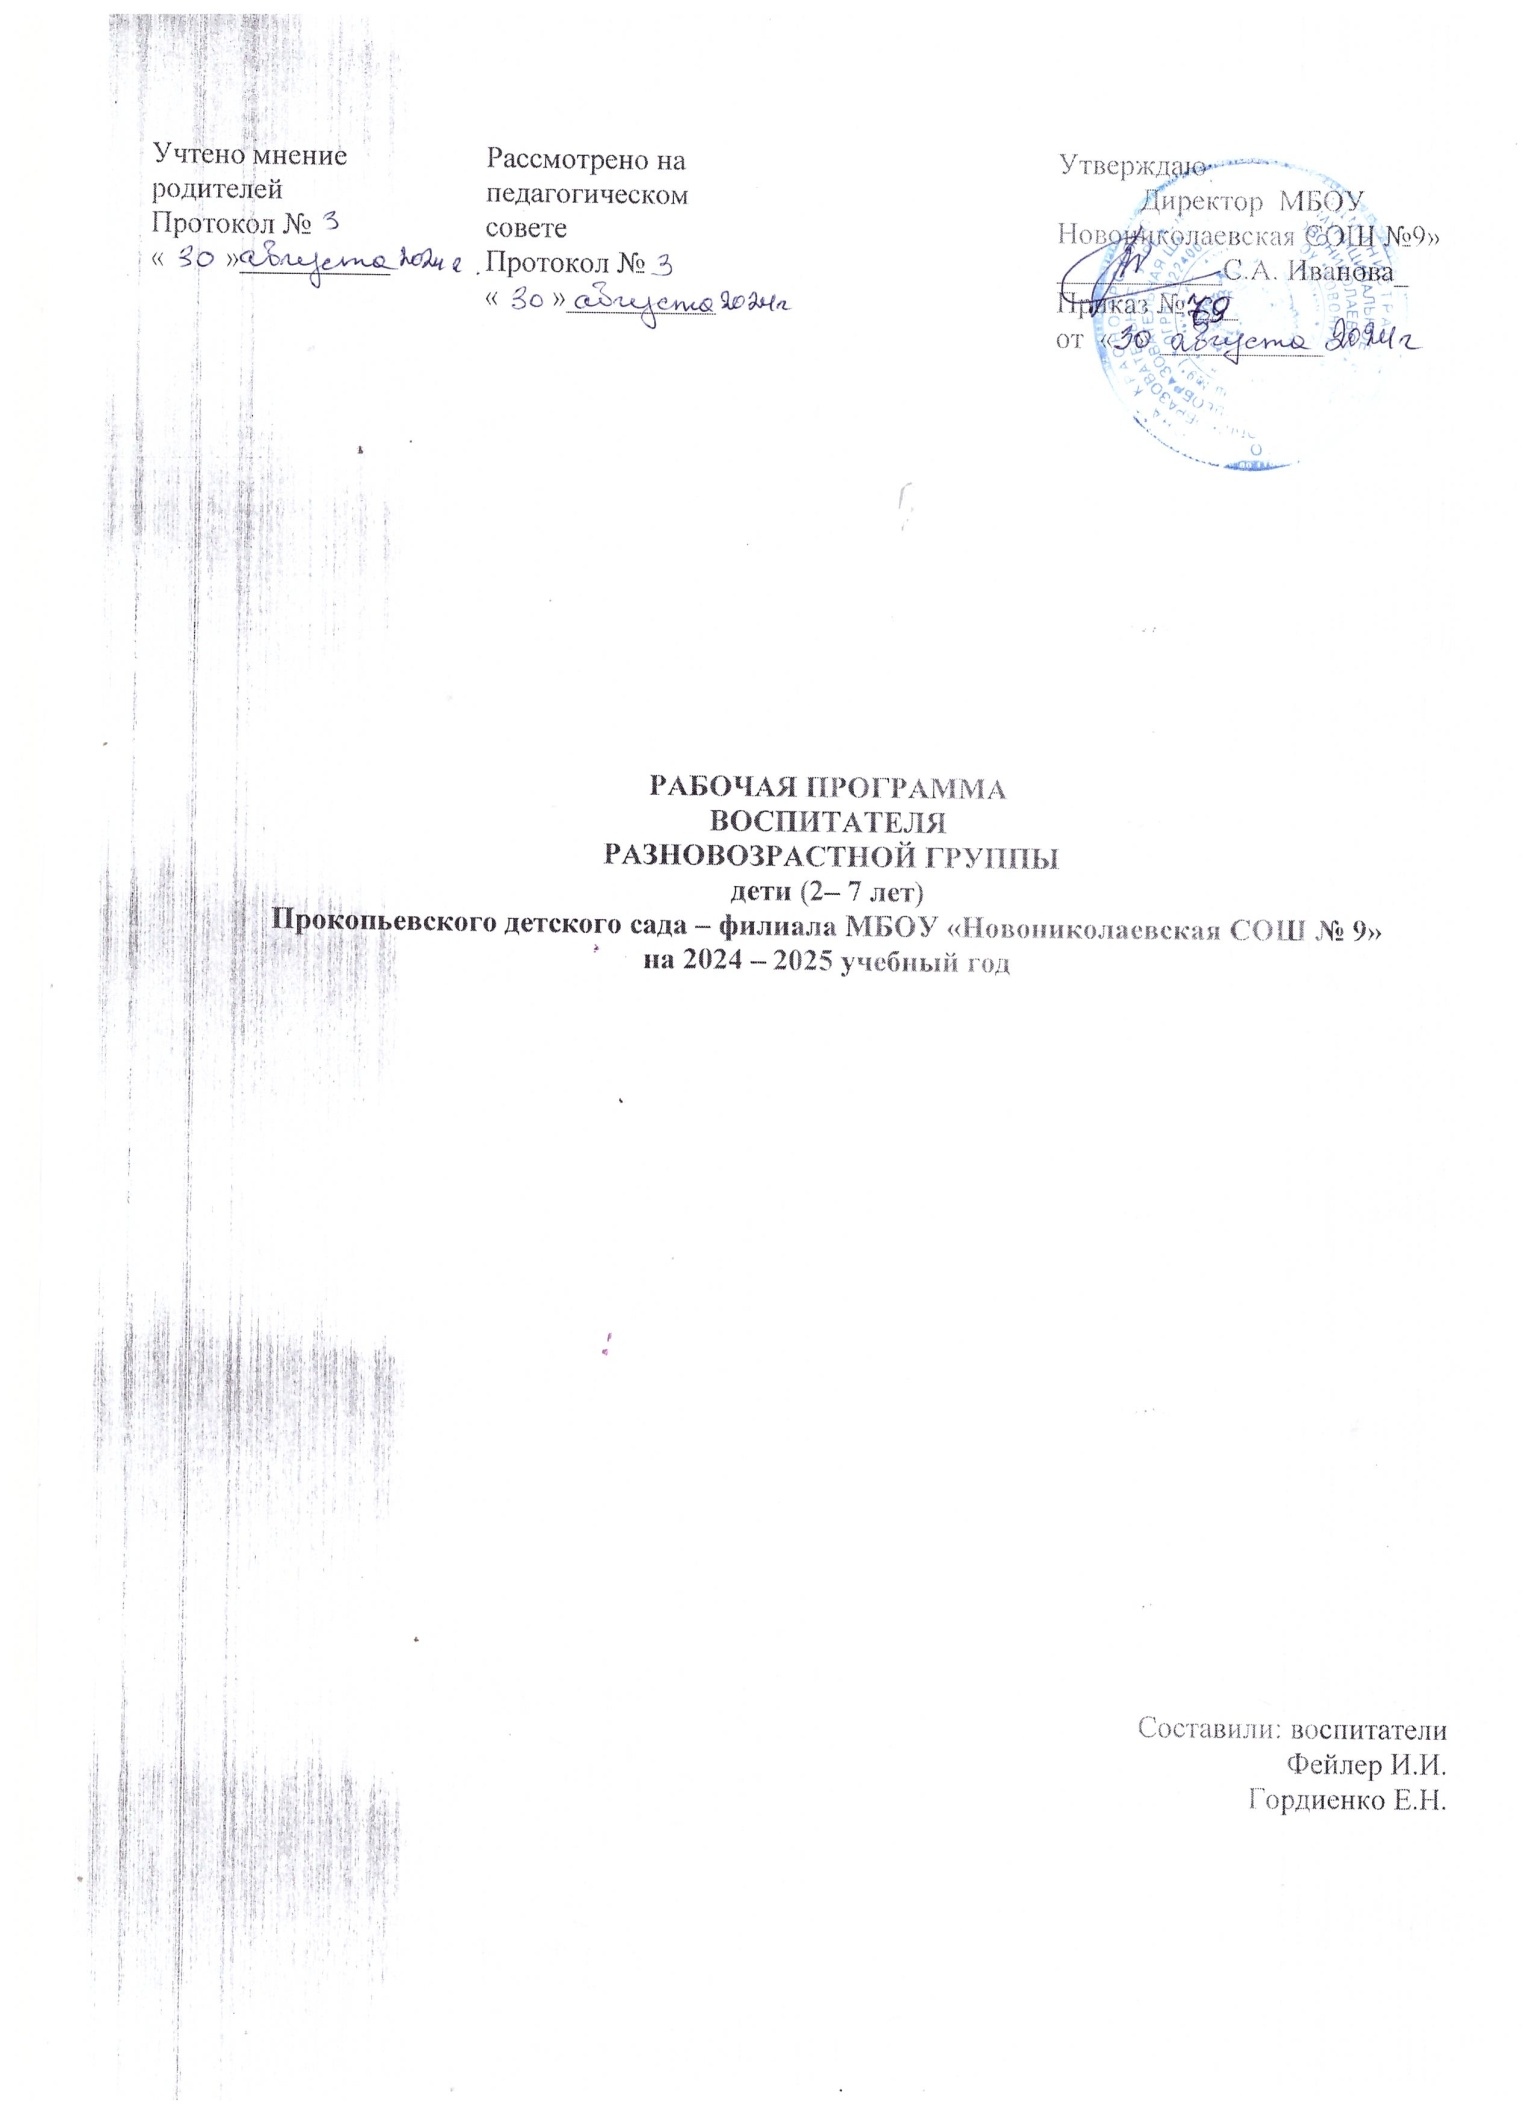 Учтено мнение
родителей
Протокол № 3
« 30 » августа 2024 г.
Рассмотрено на
педагогическом
совете
Протокол № 3
« 30 » августа 2024г
Утверждаю
Директор МБОУ
Новониколаевская СОШ №9»
С.А. Иванова_
Приказ № 79
от «30 августа 2024 г
РАБОЧАЯ ПРОГРАММА
ВОСПИТАТЕЛЯ
РАЗНОВОЗРАСТНОЙ ГРУППЫ
дети (2– 7 лет)
Прокопьевского детского сада – филиала МБОУ «Новониколаевская СОШ № 9»
на 2024 – 2025 учебный год
Составили: воспитатели
Фейлер И.И.
Гордиенко Е.Н.